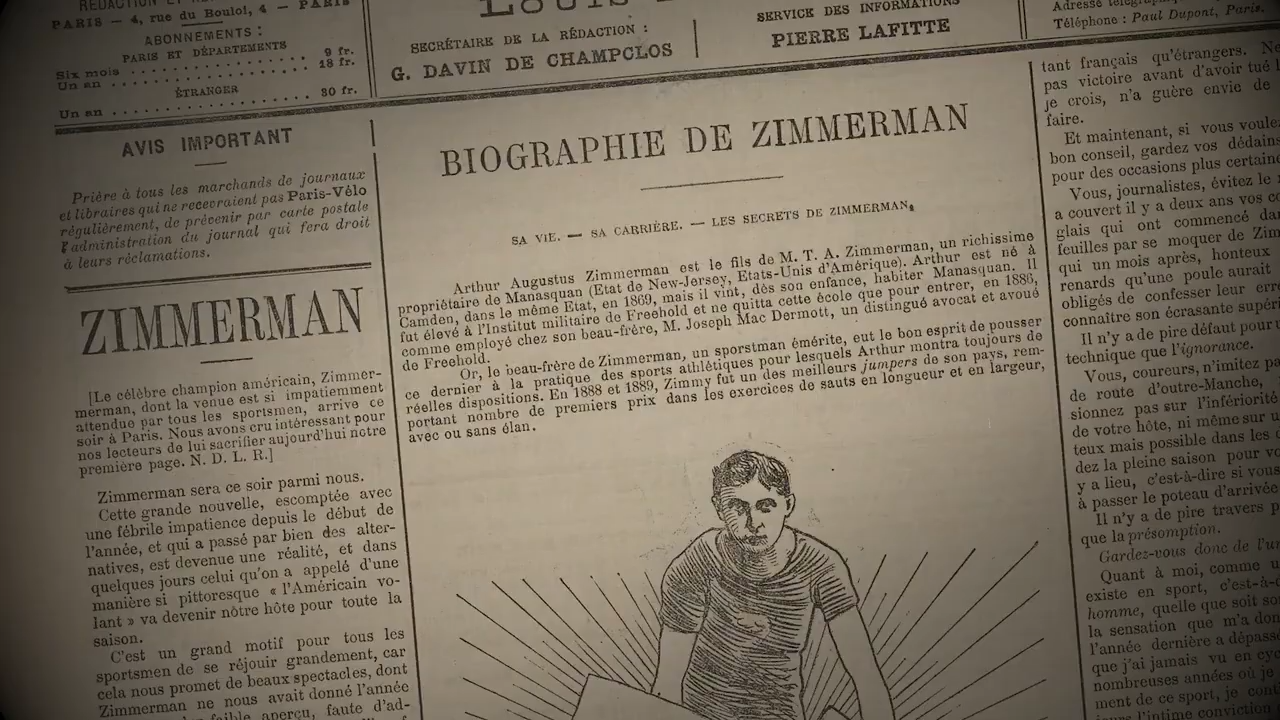 RÉDACTION ET
PARIS — 4, rue du Bouloi, 4 — PARIS
ABONNEMENTS :
PARIS ET DÉPARTEMENTS
Six mois . . . . . . . . . . . . . . . 9 fr.
Un an . . . . . . . . . . . . . . . . 18 fr.
ÉTRANGER
Un an . . . . . . . . . . . . . . . . 30 fr.
LOUIS
SECRÉTAIRE DE LA RÉDACTION :
G. DAVIN DE CHAMPCLOS
SERVICE DES INFORMATIONS
PIERRE LAFITTE
Téléphone : Paul Dupont, Paris.
AVIS IMPORTANT
Prière à tous les marchands de journaux
et libraires qui ne recevraient pas Paris-Vélo
régulièrement, de prévenir par carte postale
l'administration du journal qui fera droit
à leurs réclamations.
ZIMMERMAN
[Le célèbre champion américain, Zimmer-
merman, dont la venue est si impatiemment
attendue par tous les sportsmen, arrive ce
soir à Paris. Nous avons cru intéressant pour
nos lecteurs de lui sacrifier aujourd'hui notre
première page. N. D. L. R.]
Zimmerman sera ce soir parmi nous.
Cette grande nouvelle, escomptée avec
une fébrile impatience depuis le début de
l'année, et qui a passé par bien des alter-
natives, est devenue une réalité, et dans
quelques jours celui qu'on a appelé d'une
manière si pittoresque « l'Américain vo-
lant » va devenir nôtre hôte pour toute la
saison.
C'est un grand motif pour tous les
sportsmen de se réjouir grandement, car
cela nous promet de beaux spectacles, dont
Zimmerman ne nous avait donné l'année
faible aperçu, faute d'ad-
BIOGRAPHIE DE ZIMMERMAN
SA VIE. — SA CARRIÈRE. — LES SECRETS DE ZIMMERMAN.
Arthur Augustus Zimmerman est le fils de M. T. A. Zimmerman, un richissime
propriétaire de Manasquan (Etat de New-Jersey, Etats-Unis d'Amérique). Arthur est né à
Camden, dans le même Etat, en 1869, mais il vint, dès son enfance, habiter Manasquan. Il
fut élevé à l'Institut militaire de Freehold et ne quitta cette école que pour entrer, en 1886,
comme employé chez son beau-frère, M. Joseph Mac Dermott, un distingué avocat et avoué
de Freehold.
Or, le beau-frère de Zimmerman, un sporstman émérite, eut le bon esprit de pousser
ce dernier à la pratique des sports athlétiques pour lesquels Arthur montra toujours de
réelles dispositions. En 1888 et 1889, Zimmy fut un des meilleurs jumpers de son pays, rem-
portant nombre de premiers prix dans les exercices de sauts en longueur et en largeur,
avec ou sans élan.
tant français qu'étrangers.
pas victoire avant d'avoir tué
je crois, n'a guère envie de
faire.
Et maintenant, si vous voulez
bon conseil, gardez vos dédains
pour des occasions plus
Vous, journalistes, évitez le
a couvert il y a deux ans vos
glais qui ont commencé
feuilles par se moquer de
qui un mois après, honteux
renards qu'une poule aurait
obligés de confesser leur
connaître son écrasante
Il n'y a de pire défaut pour
technique que l'ignorance.
Vous, coureurs, n'imitez
de route d'outre-Manche,
sionnez pas sur l'infériorité
de votre hôte, ni même sur
teux mais possible dans les
dez la pleine saison pour
y a lieu, c'est-à-dire si vous
à passer le poteau d'arrivée
Il n'y a de pire travers
que la présomption.
Gardez-vous donc de
Quant à moi, comme
existe en sport, c'est-à-
homme, quelle que soit
la sensation que m'a
l'année dernière a
que j'ai jamais vu en
nombreuses années où
ment de ce sport, je
l'intime conviction